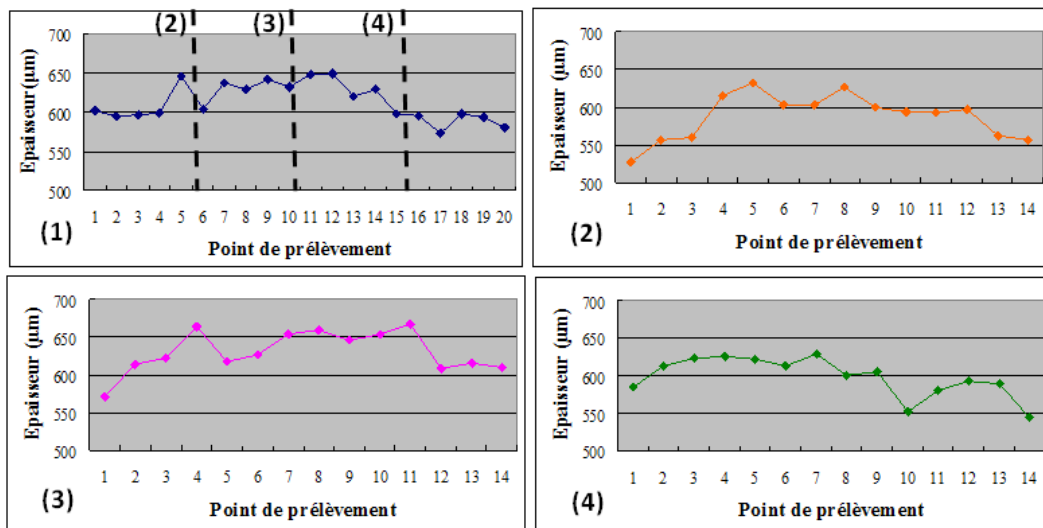 (2) (3) (4)
Epaisseur (µm)
700
650
600
550
500
1 2 3 4 5 6 7 8 9 10 11 12 13 14 15 16 17 18 19 20
Point de prélèvement
(1)
Epaisseur (µm)
700
650
600
550
500
1 2 3 4 5 6 7 8 9 10 11 12 13 14
Point de prélèvement
(2)
Epaisseur (µm)
700
650
600
550
500
1 2 3 4 5 6 7 8 9 10 11 12 13 14
Point de prélèvement
(3)
Epaisseur (µm)
700
650
600
550
500
1 2 3 4 5 6 7 8 9 10 11 12 13 14
Point de prélèvement
(4)